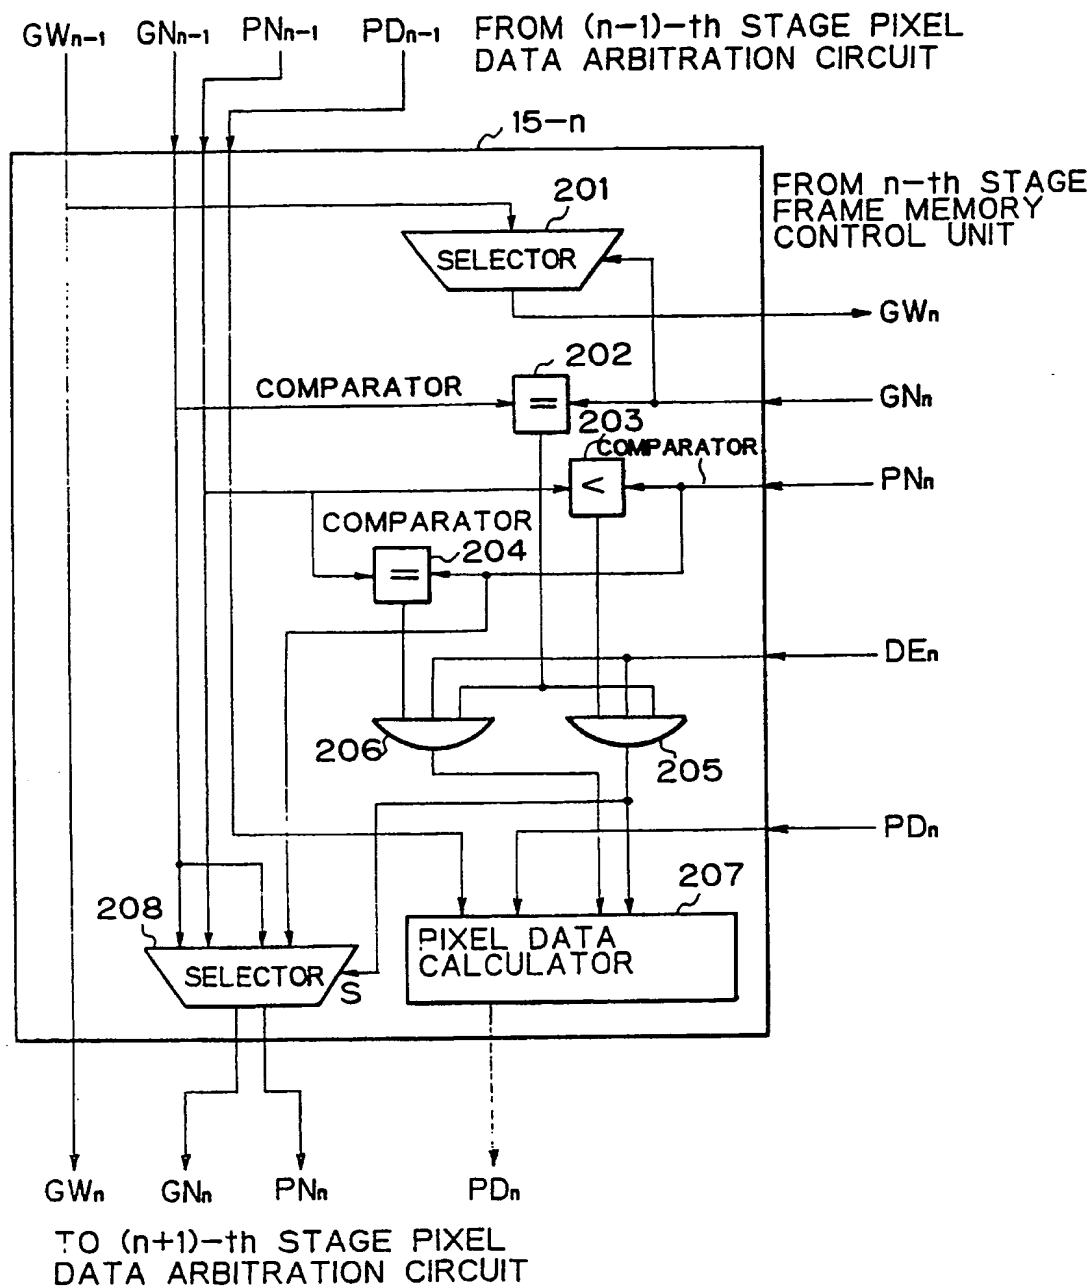 GWn-1 GNn-1 PNn-1 PDn-1 FROM (n-1)-th STAGE PIXEL
DATA ARBITRATION CIRCUIT
15-n
FROM n-th STAGE
FRAME MEMORY
CONTROL UNIT
201
SELECTOR
GWn
202
COMPARATOR
=
GNn
203
COMPARATOR
<
PNn
COMPARATOR
204
=
DEn
206
205
PDn
207
208
PIXEL DATA
CALCULATOR
SELECTOR
S
GWn GNn PNn PDn
TO (n+1)-th STAGE PIXEL
DATA ARBITRATION CIRCUIT